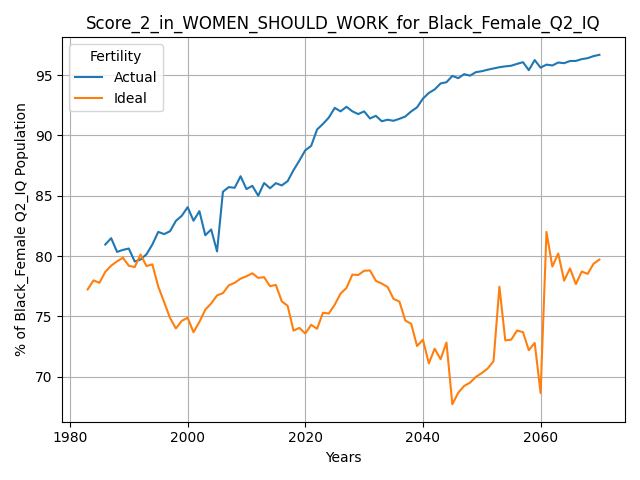 Score_2_in_WOMEN_SHOULD_WORK_for_Black_Female_Q2_IQ
Fertility
Actual
Ideal
% of Black_Female Q2_IQ Population
95
90
85
80
75
70
1980
2000
2020
2040
2060
Years